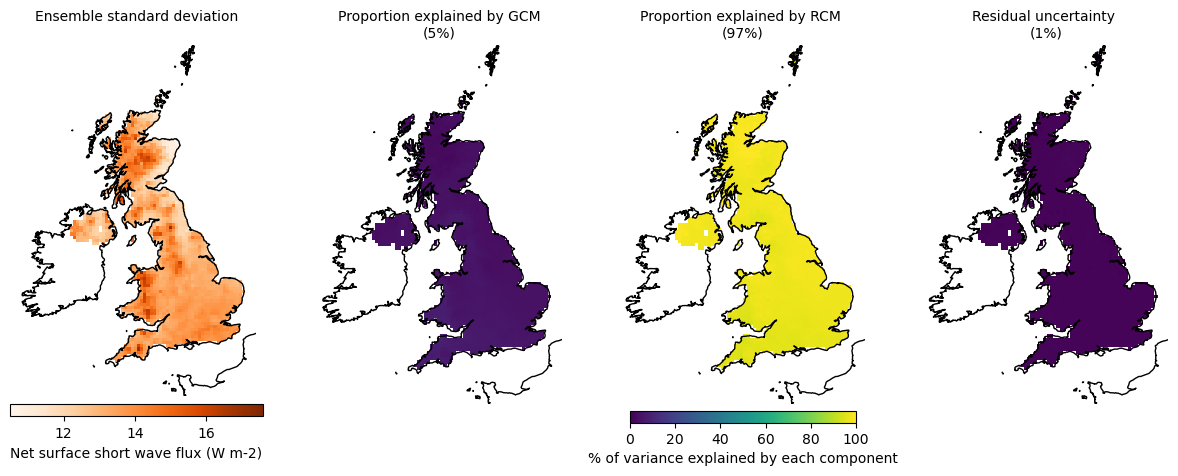 Ensemble standard deviation
Proportion explained by GCM
(5%)
Proportion explained by RCM
(97%)
Residual uncertainty
(1%)
12 14 16
Net surface short wave flux (W m-2)
0 20 40 60 80 100
% of variance explained by each component